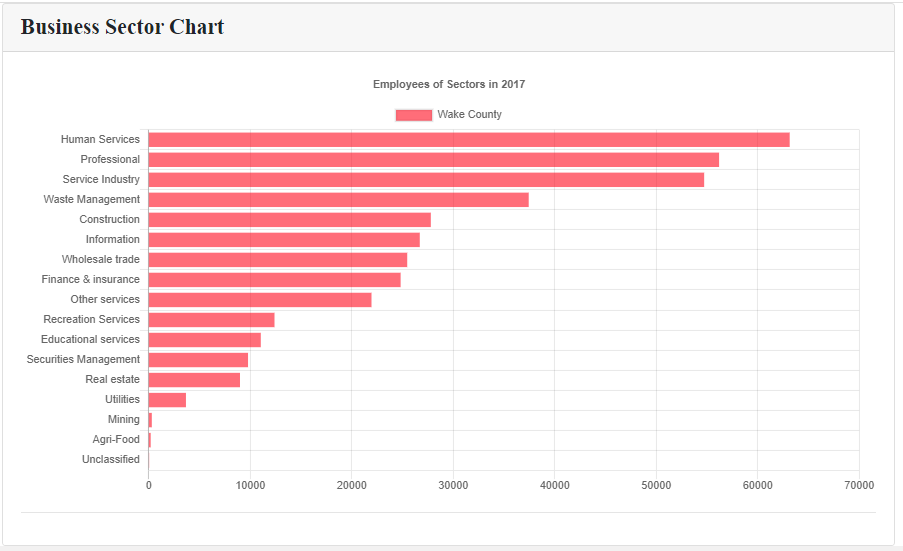 Business Sector Chart
Employees of Sectors in 2017
Wake County
Human Services
Professional
Service Industry
Waste Management
Construction
Information
Wholesale trade
Finance & insurance
Other services
Recreation Services
Educational services
Securities Management
Real estate
Utilities
Mining
Agri-Food
Unclassified
0 10000 20000 30000 40000 50000 60000 70000